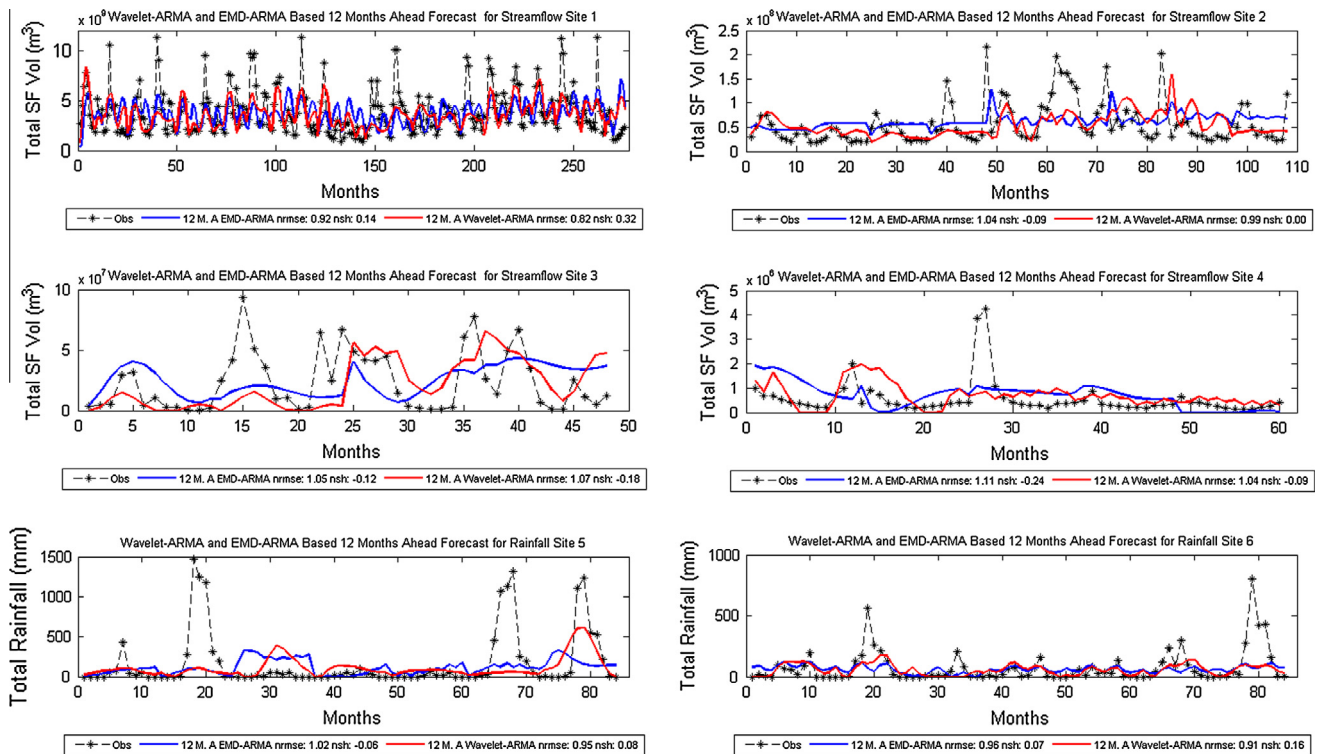 Wavelet-ARMA and EMD-ARMA Based 12 Months Ahead Forecast for Streamflow Site 1
x 10^9
Total SF Vol (m³)
10
5
0
0 50 100 150 200 250
Months
Obs 12 M. A EMD-ARMA nrmse: 0.92 nsh: 0.14 12 M. A Wavelet-ARMA nrmse: 0.82 nsh: 0.32
Wavelet-ARMA and EMD-ARMA Based 12 Months Ahead Forecast for Streamflow Site 2
x 10^8
Total SF Vol (m³)
2.5
2
1.5
1
0.5
0
0 10 20 30 40 50 60 70 80 90 100 110
Months
Obs 12 M. A EMD-ARMA nrmse: 1.04 nsh: -0.09 12 M. A Wavelet-ARMA nrmse: 0.99 nsh: 0.00
Wavelet-ARMA and EMD-ARMA Based 12 Months Ahead Forecast for Streamflow Site 3
x 10^7
Total SF Vol (m³)
10
5
0
0 5 10 15 20 25 30 35 40 45 50
Months
Obs 12 M. A EMD-ARMA nrmse: 1.05 nsh: -0.12 12 M. A Wavelet-ARMA nrmse: 1.07 nsh: -0.18
Wavelet-ARMA and EMD-ARMA Based 12 Months Ahead Forecast for Streamflow Site 4
x 10^6
Total SF Vol (m³)
5
4
3
2
1
0
0 10 20 30 40 50 60
Months
Obs 12 M. A EMD-ARMA nrmse: 1.11 nsh: -0.24 12 M. A Wavelet-ARMA nrmse: 1.04 nsh: -0.09
Wavelet-ARMA and EMD-ARMA Based 12 Months Ahead Forecast for Rainfall Site 5
Total Rainfall (mm)
1500
1000
500
0
0 10 20 30 40 50 60 70 80
Months
Obs 12 M. A EMD-ARMA nrmse: 1.02 nsh: -0.06 12 M. A Wavelet-ARMA nrmse: 0.95 nsh: 0.08
Wavelet-ARMA and EMD-ARMA Based 12 Months Ahead Forecast for Rainfall Site 6
Total Rainfall (mm)
1000
500
0
0 10 20 30 40 50 60 70 80
Months
Obs 12 M. A EMD-ARMA nrmse: 0.96 nsh: 0.07 12 M. A Wavelet-ARMA nrmse: 0.91 nsh: 0.16